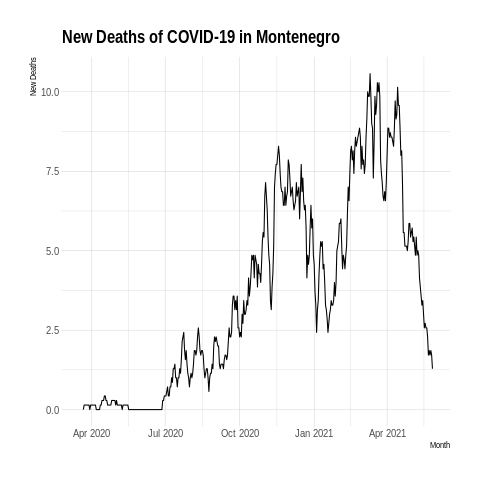 New Deaths of COVID-19 in Montenegro
New Deaths
10.0
7.5
5.0
2.5
0.0
Apr 2020 Jul 2020 Oct 2020 Jan 2021 Apr 2021
Month